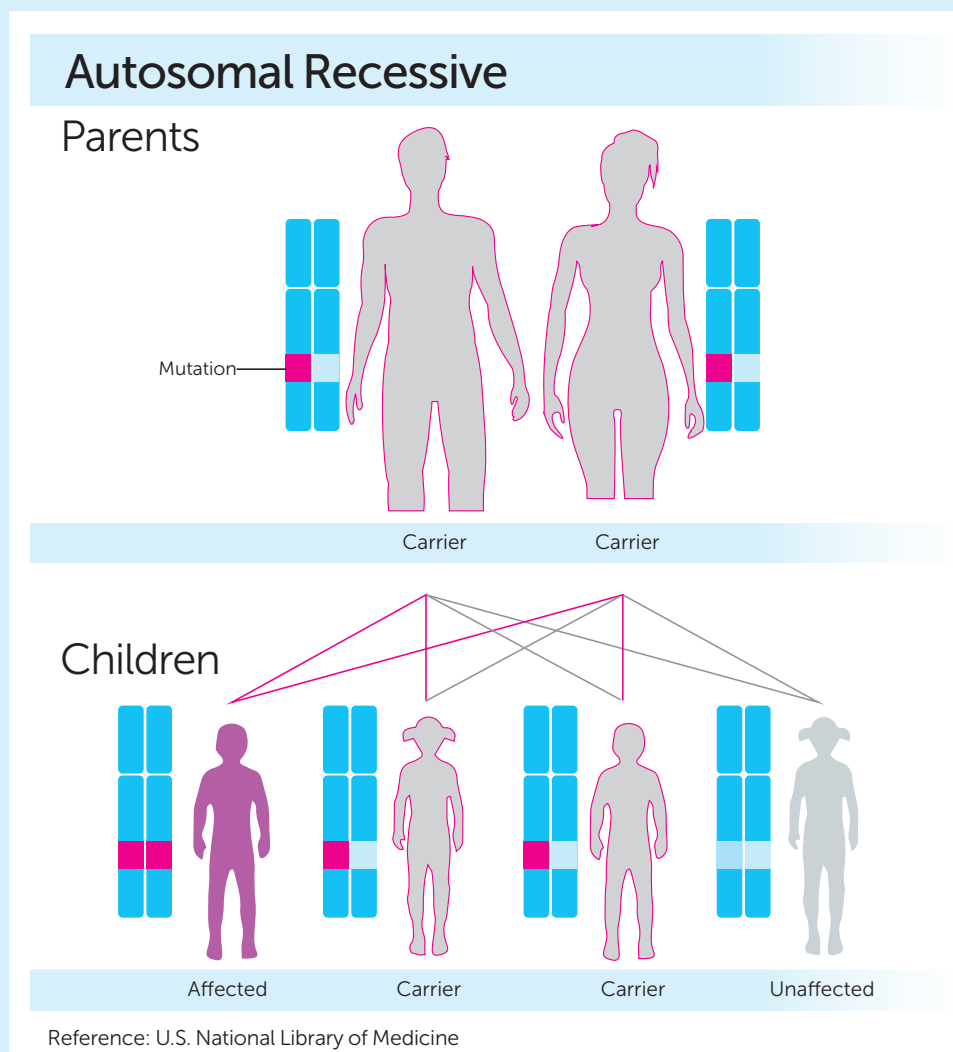 Autosomal Recessive
Parents
Mutation
Carrier Carrier
Children
Affected Carrier Carrier Unaffected
Reference: U.S. National Library of Medicine